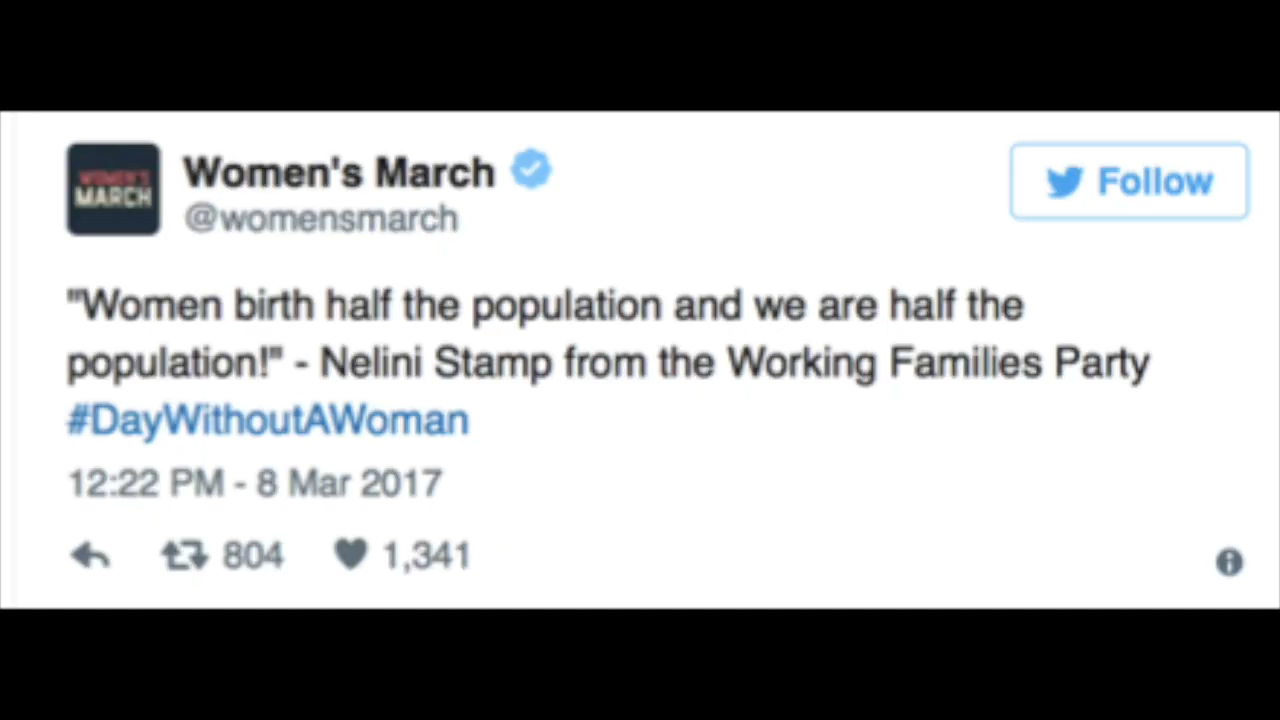 WOMEN'S
MARCH
Women's March
@womensmarch
Follow
"Women birth half the population and we are half the
population!" - Nelini Stamp from the Working Families Party
#DayWithoutAWoman
12:22 PM - 8 Mar 2017
804 1,341